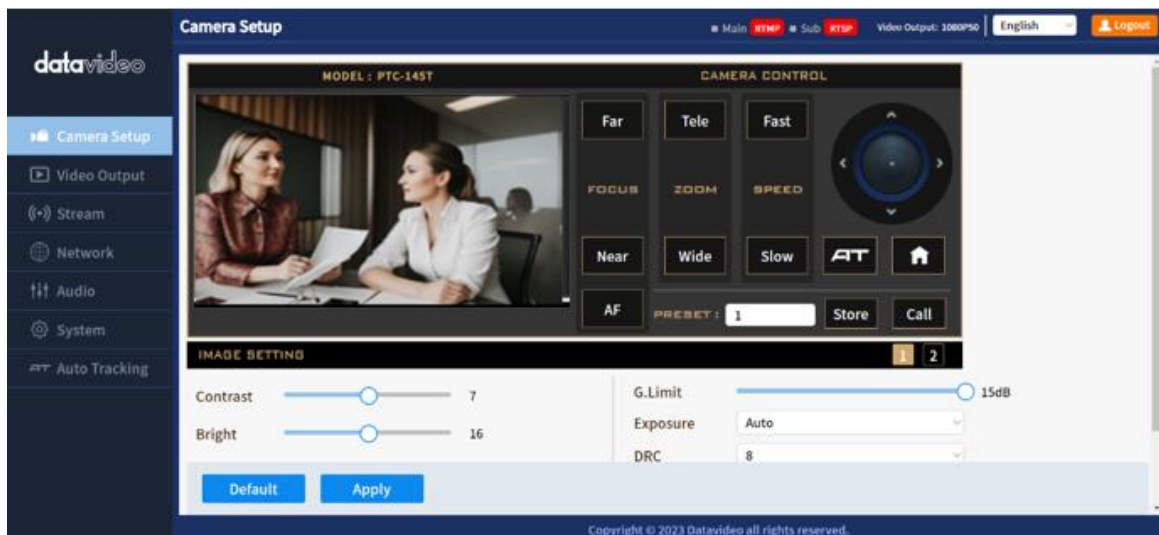 Camera Setup
Main RTMP Sub RTSP Video Output: 1080P50 English Logout
datavideo
MODEL : PTC-145T
CAMERA CONTROL
Camera Setup
Video Output
Stream
Network
Audio
System
AT Auto Tracking
Far Tele Fast
FOCUS ZOOM SPEED
Near Wide Slow AT
AF PRESET : 1 Store Call
IMAGE SETTING 1 2
Contrast 7
Bright 16
G.Limit 15dB
Exposure Auto
DRC 8
Default Apply
Copyright © 2023 Datavideo all rights reserved.